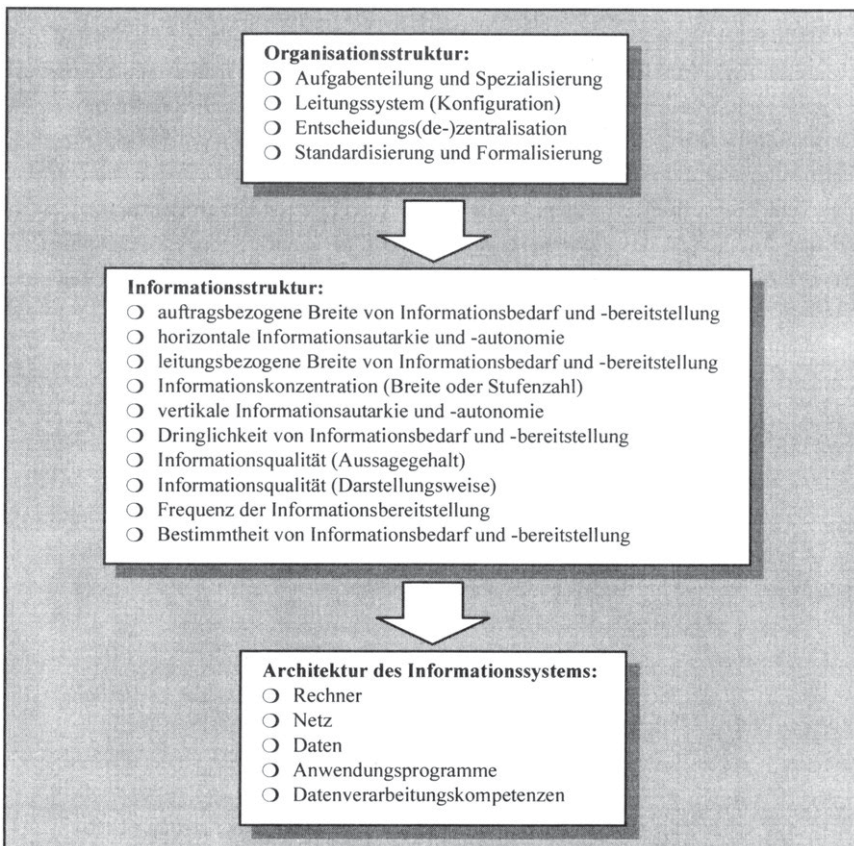 Organisationsstruktur:
❍ Aufgabenteilung und Spezialisierung
❍ Leitungssystem (Konfiguration)
❍ Entscheidungs(de-)zentralisation
❍ Standardisierung und Formalisierung
Informationsstruktur:
❍ auftragsbezogene Breite von Informationsbedarf und -bereitstellung
❍ horizontale Informationsautarkie und -autonomie
❍ leitungsbezogene Breite von Informationsbedarf und -bereitstellung
❍ Informationskonzentration (Breite oder Stufenzahl)
❍ vertikale Informationsautarkie und -autonomie
❍ Dringlichkeit von Informationsbedarf und -bereitstellung
❍ Informationsqualität (Aussagegehalt)
❍ Informationsqualität (Darstellungsweise)
❍ Frequenz der Informationsbereitstellung
❍ Bestimmtheit von Informationsbedarf und -bereitstellung
Architektur des Informationssystems:
❍ Rechner
❍ Netz
❍ Daten
❍ Anwendungsprogramme
❍ Datenverarbeitungskompetenzen